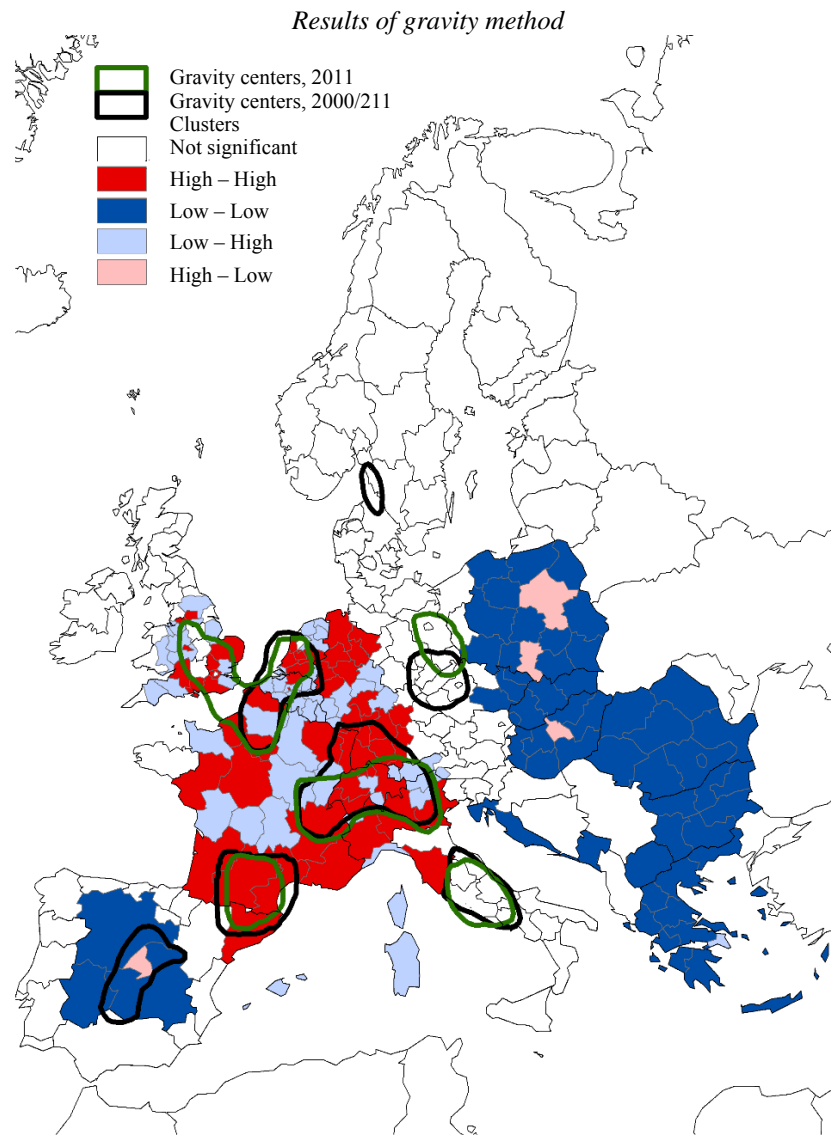 Results of gravity method
Gravity centers, 2011
Gravity centers, 2000/211
Clusters
Not significant
High – High
Low – Low
Low – High
High – Low